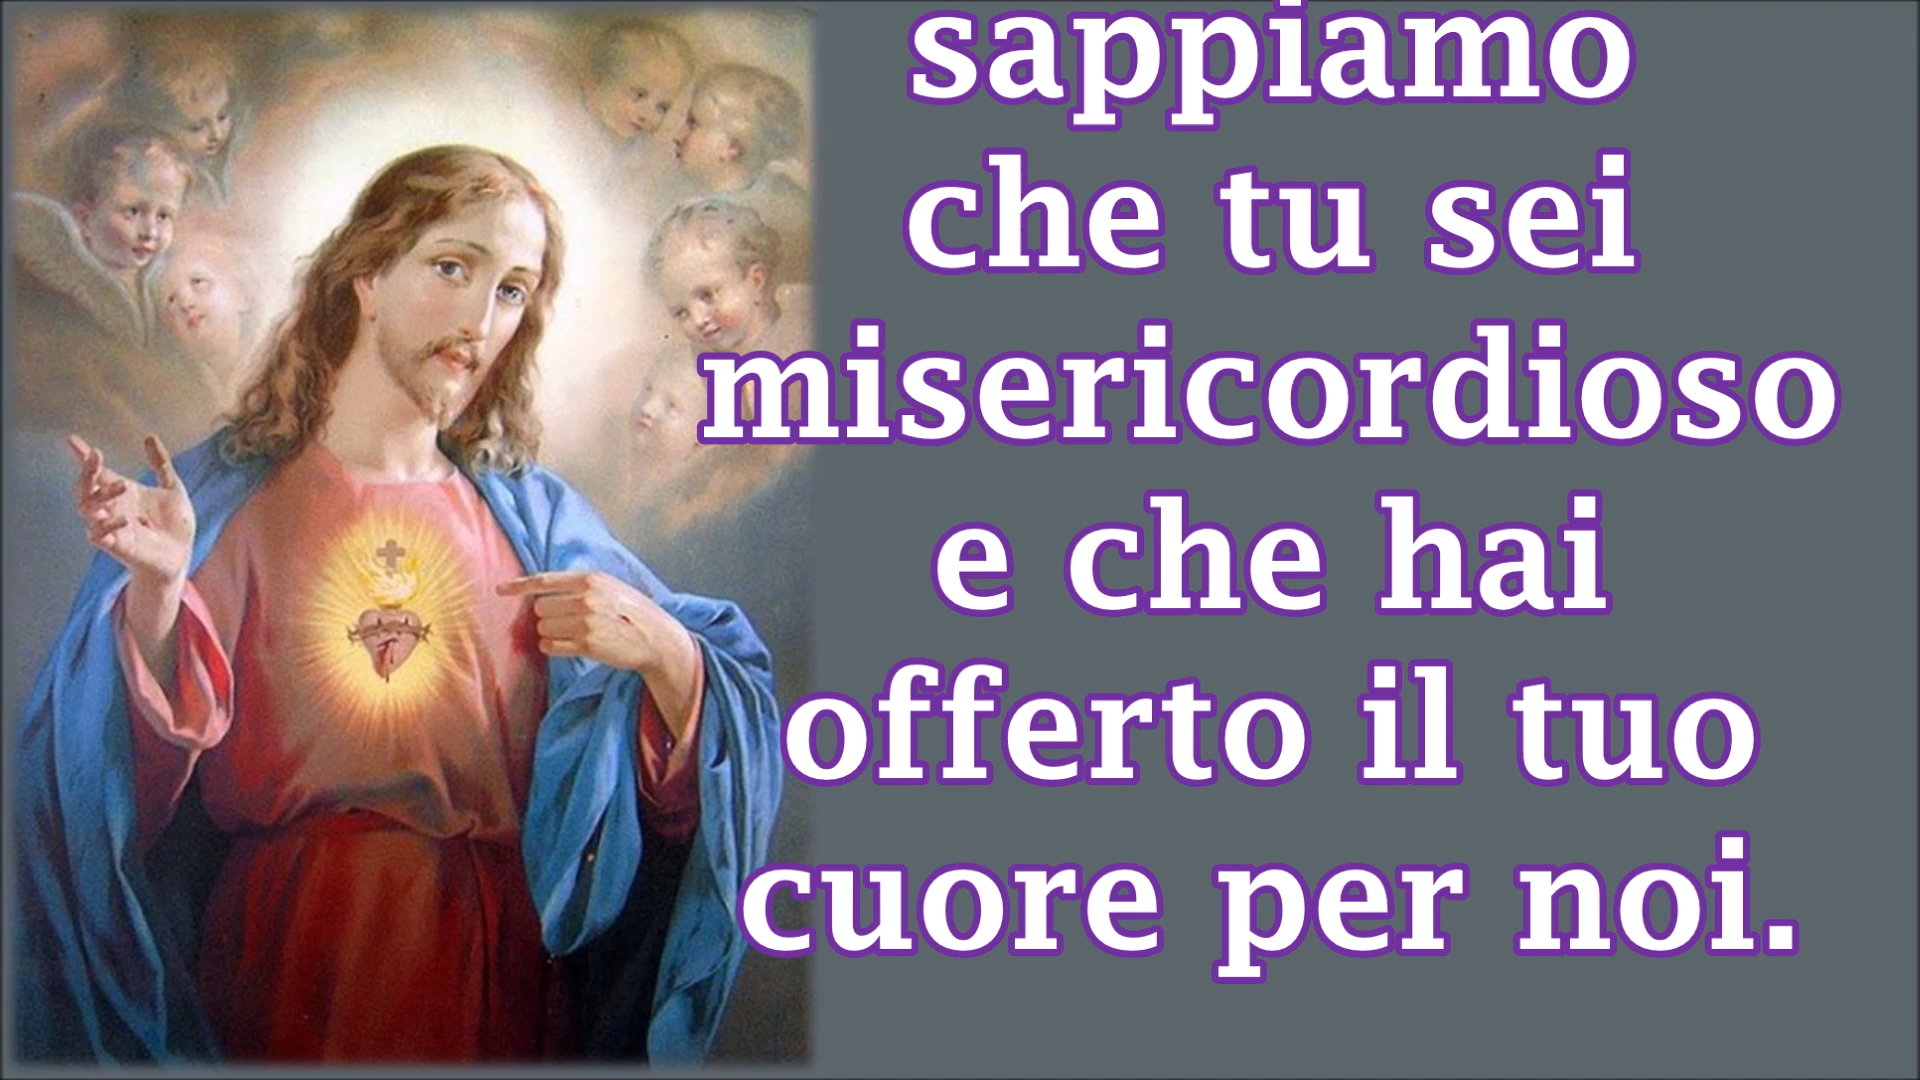 sappiamo
che tu sei
misericordioso
e che hai
offerto il tuo
cuore per noi.